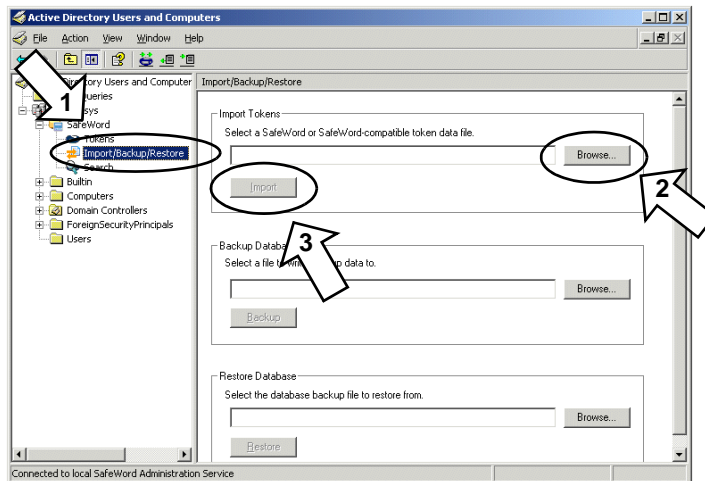 Active Directory Users and Computers
File Action View Window Help
Directory Users and Computer
Import/Backup/Restore
1
SafeWord
Tokens
Import/Backup/Restore
Search
Builtin
Computers
Domain Controllers
ForeignSecurityPrincipals
Users
Import Tokens
Select a SafeWord or SafeWord-compatible token data file.
Browse...
2
Import
3
Backup
Select a file to data to.
Browse...
Backup
Restore Database
Select the database backup file to restore from.
Browse...
Restore
Connected to local SafeWord Administration Service